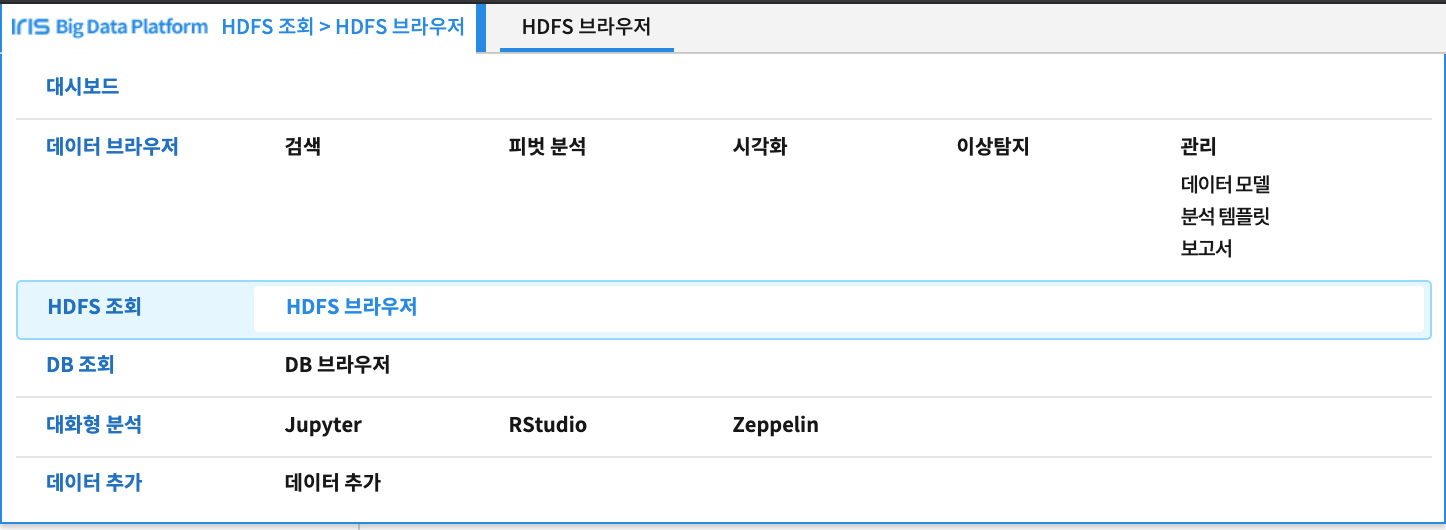 IRIS Big Data Platform HDFS 조회 > HDFS 브라우저 HDFS 브라우저
대시보드
데이터 브라우저 검색 피벗 분석 시각화 이상탐지 관리
데이터 모델
분석 템플릿
보고서
HDFS 조회 HDFS 브라우저
DB 조회 DB 브라우저
대화형 분석 Jupyter RStudio Zeppelin
데이터 추가 데이터 추가